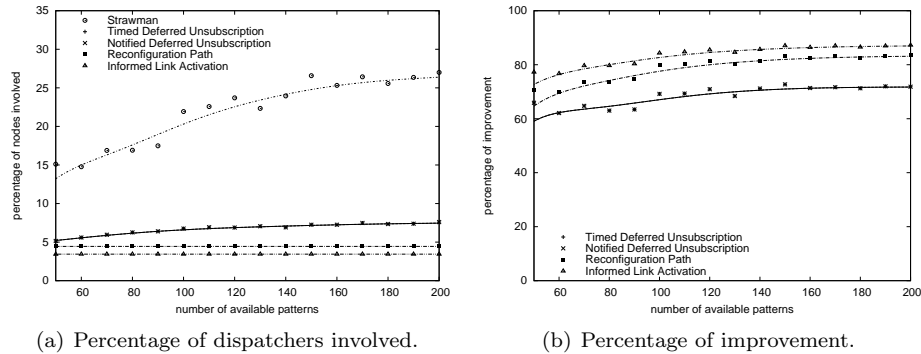 35
30
25
20
15
10
5
0
percentage of nodes involved
Strawman
Timed Deferred Unsubscription
Notified Deferred Unsubscription
Reconfiguration Path
Informed Link Activation
60 80 100 120 140 160 180 200
number of available patterns
(a) Percentage of dispatchers involved.
100
80
60
40
20
0
percentage of improvement
Timed Deferred Unsubscription
Notified Deferred Unsubscription
Reconfiguration Path
Informed Link Activation
60 80 100 120 140 160 180 200
number of available patterns
(b) Percentage of improvement.